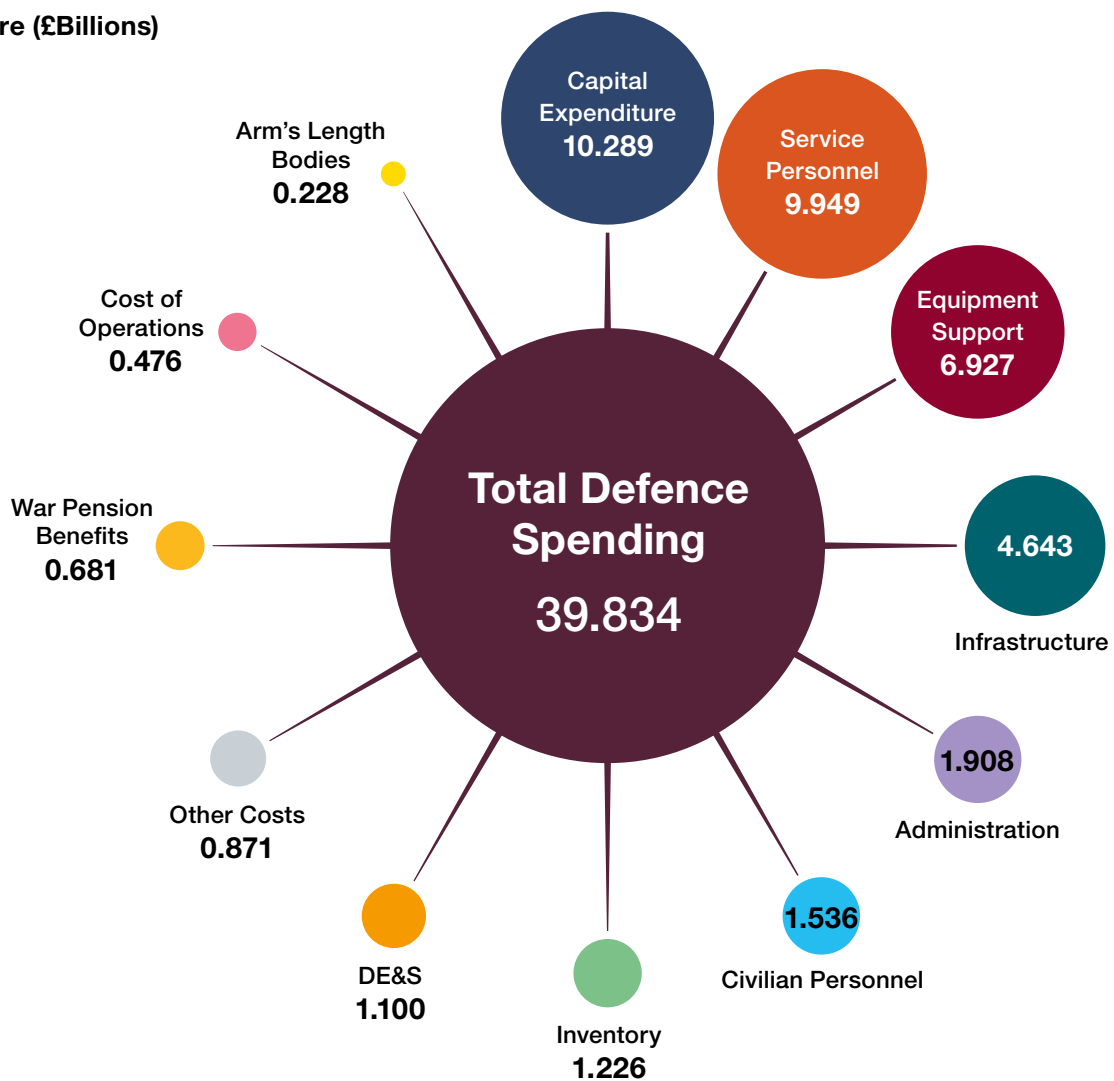 re (£Billions)
Capital
Expenditure
10.289
Service
Personnel
9.949
Equipment
Support
6.927
4.643
Infrastructure
1.908
Administration
1.536
Civilian Personnel
Inventory
1.226
DE&S
1.100
Other Costs
0.871
War Pension
Benefits
0.681
Cost of
Operations
0.476
Arm's Length
Bodies
0.228
Total Defence
Spending
39.834